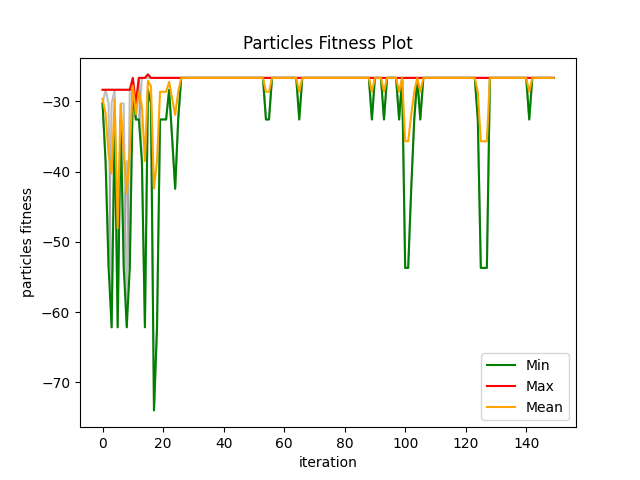 Particles Fitness Plot
particles fitness
−30
−40
−50
−60
−70
0 20 40 60 80 100 120 140
iteration
Min
Max
Mean